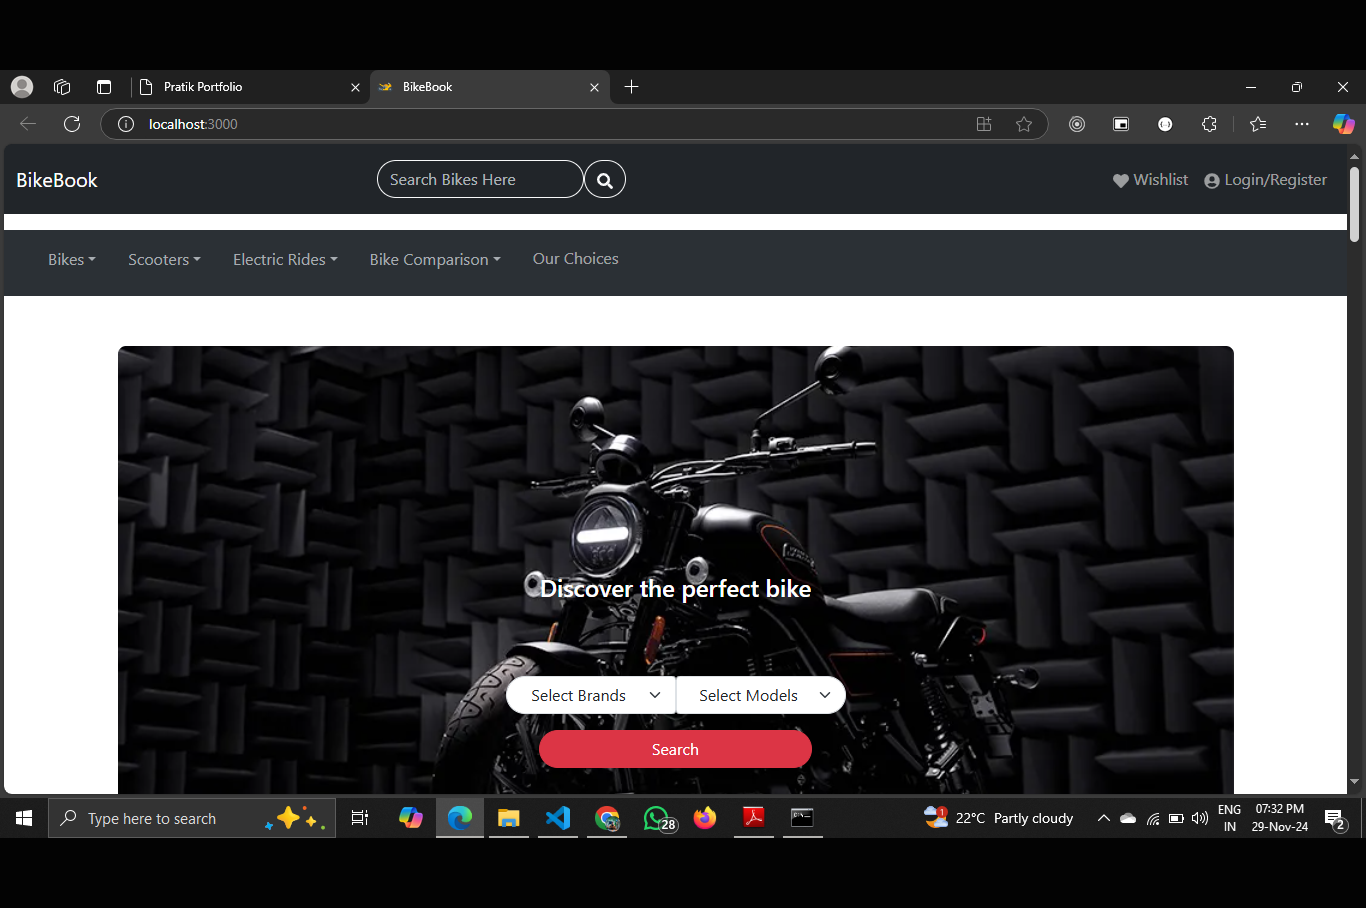 Pratik Portfolio
BikeBook
localhost:3000
BikeBook
Search Bikes Here
Wishlist
Login/Register
Bikes
Scooters
Electric Rides
Bike Comparison
Our Choices
Discover the perfect bike
Select Brands
Select Models
Search
Type here to search
28
1
22°C Partly cloudy
ENG
IN
07:32 PM
29-Nov-24
2